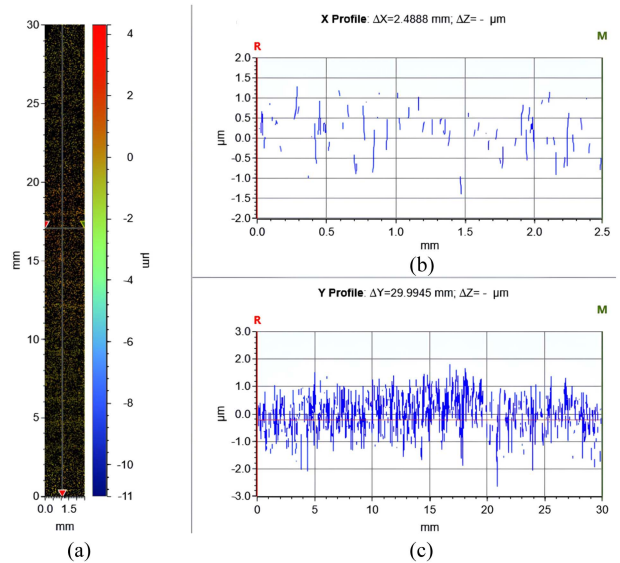 30
25
20
15
10
5
0
mm
0.0 1.5
mm
4
2
0
-2
-4
-6
-8
-10
-11
µm
(a)
X Profile: ΔX=2.4888 mm; ΔZ= - µm
R
M
2.0
1.5
1.0
0.5
0.0
-0.5
-1.0
-1.5
-2.0
µm
0.0 0.5 1.0 1.5 2.0 2.5
mm
(b)
Y Profile: ΔY=29.9945 mm; ΔZ= - µm
R
M
3.0
2.0
1.0
0.0
-1.0
-2.0
-3.0
µm
0 5 10 15 20 25 30
mm
(c)